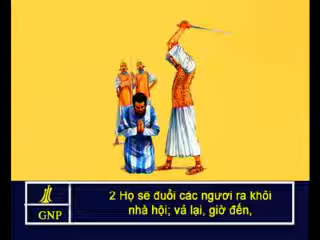 2 Họ sẽ đuổi các ngươi ra khỏi
nhà hội; vả lại, giờ đến,
GNP